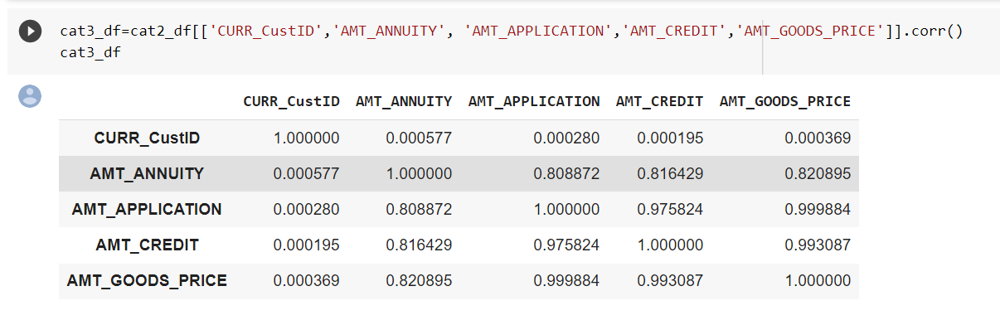 cat3_df=cat2_df[['CURR_CustID','AMT_ANNUITY', 'AMT_APPLICATION','AMT_CREDIT','AMT_GOODS_PRICE']].corr()
cat3_df
CURR_CustID AMT_ANNUITY AMT_APPLICATION AMT_CREDIT AMT_GOODS_PRICE
CURR_CustID 1.000000 0.000577 0.000280 0.000195 0.000369
AMT_ANNUITY 0.000577 1.000000 0.808872 0.816429 0.820895
AMT_APPLICATION 0.000280 0.808872 1.000000 0.975824 0.999884
AMT_CREDIT 0.000195 0.816429 0.975824 1.000000 0.993087
AMT_GOODS_PRICE 0.000369 0.820895 0.999884 0.993087 1.000000